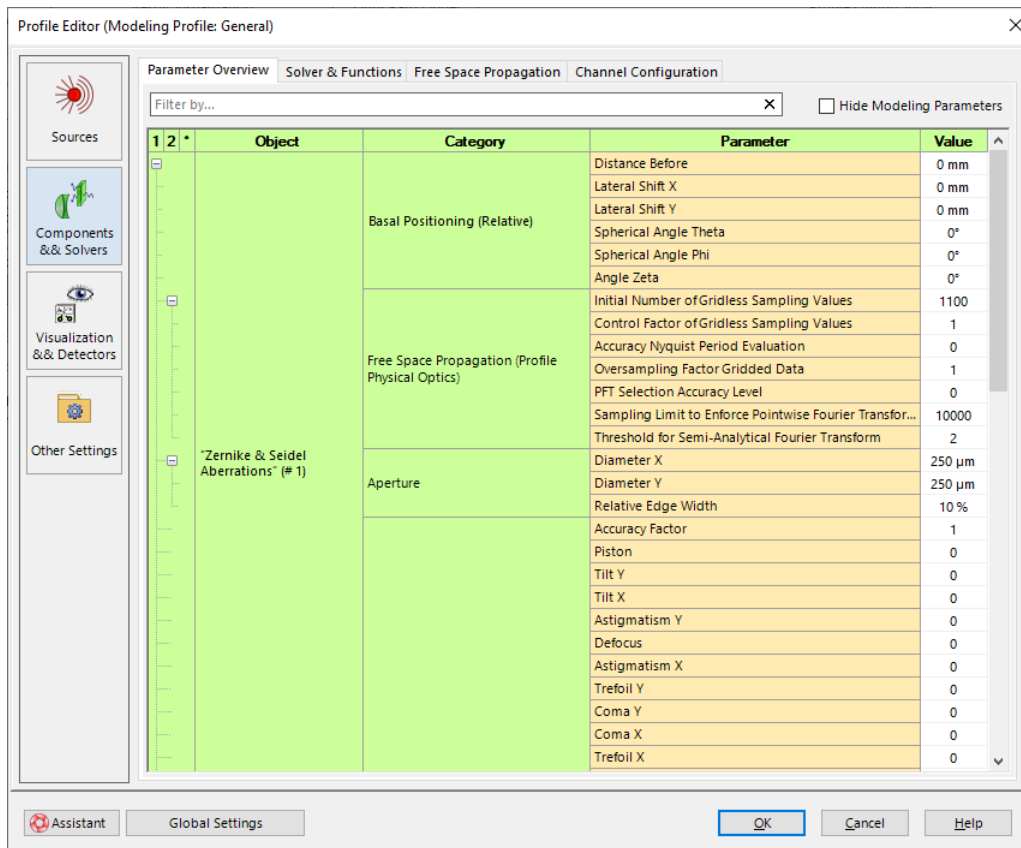 Profile Editor (Modeling Profile: General)
Sources
Components
&& Solvers
Visualization
&& Detectors
Other Settings
Parameter Overview Solver & Functions Free Space Propagation Channel Configuration
Filter by...
Hide Modeling Parameters
1 2 * Object Category Parameter Value
"Zernike & Seidel
Aberrations" (# 1)
Basal Positioning (Relative)
Distance Before 0 mm
Lateral Shift X 0 mm
Lateral Shift Y 0 mm
Spherical Angle Theta 0°
Spherical Angle Phi 0°
Angle Zeta 0°
Free Space Propagation (Profile
Physical Optics)
Initial Number of Gridless Sampling Values 1100
Control Factor of Gridless Sampling Values 1
Accuracy Nyquist Period Evaluation 0
Oversampling Factor Gridded Data 1
PFT Selection Accuracy Level 0
Sampling Limit to Enforce Pointwise Fourier Transfor... 10000
Threshold for Semi-Analytical Fourier Transform 2
Aperture
Diameter X 250 µm
Diameter Y 250 µm
Relative Edge Width 10 %
Accuracy Factor 1
Piston 0
Tilt Y 0
Tilt X 0
Astigmatism Y 0
Defocus 0
Astigmatism X 0
Trefoil Y 0
Coma Y 0
Coma X 0
Trefoil X 0
Assistant Global Settings OK Cancel Help